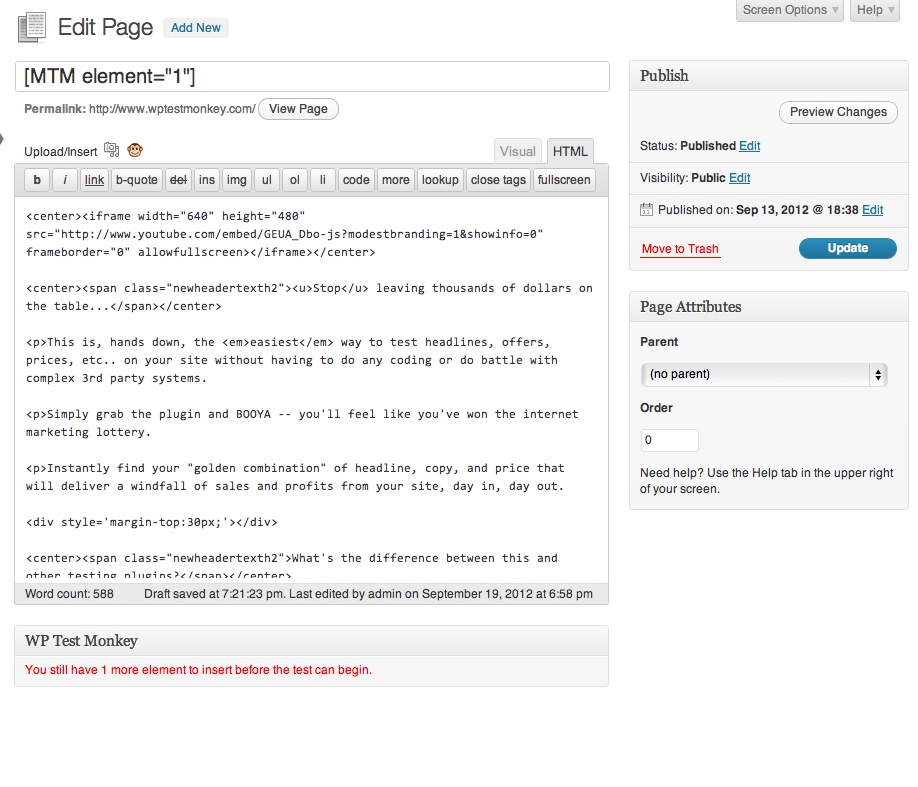 Screen Options
Help
Edit Page
Add New
[MTM element="1"]
Permalink: http://www.wptestmonkey.com/
View Page
Upload/Insert
Visual
HTML
b
i
link
b-quote
del
ins
img
ul
ol
li
code
more
lookup
close tags
fullscreen
<center><iframe width="640" height="480"
src="http://www.youtube.com/embed/GEUA_Dbo-js?modestbranding=1&showinfo=0"
frameborder="0" allowfullscreen></iframe></center>
<center><span class="newheadertexth2"><u>Stop</u> leaving thousands of dollars on
the table...</span></center>
<p>This is, hands down, the <em>easiest</em> way to test headlines, offers,
prices, etc.. on your site without having to do any coding or do battle with
complex 3rd party systems.
<p>Simply grab the plugin and BOOYA -- you'll feel like you've won the internet
marketing lottery.
<p>Instantly find your "golden combination" of headline, copy, and price that
will deliver a windfall of sales and profits from your site, day in, day out.
<div style='margin-top:30px;'></div>
<center><span class="newheadertexth2">What's the difference between this and
other testing plugins?</span></center>
Word count: 588
Draft saved at 7:21:23 pm. Last edited by admin on September 19, 2012 at 6:58 pm
WP Test Monkey
You still have 1 more element to insert before the test can begin.
Publish
Preview Changes
Status: Published Edit
Visibility: Public Edit
Published on: Sep 13, 2012 @ 18:38 Edit
Move to Trash
Update
Page Attributes
Parent
(no parent)
Order
0
Need help? Use the Help tab in the upper right
of your screen.